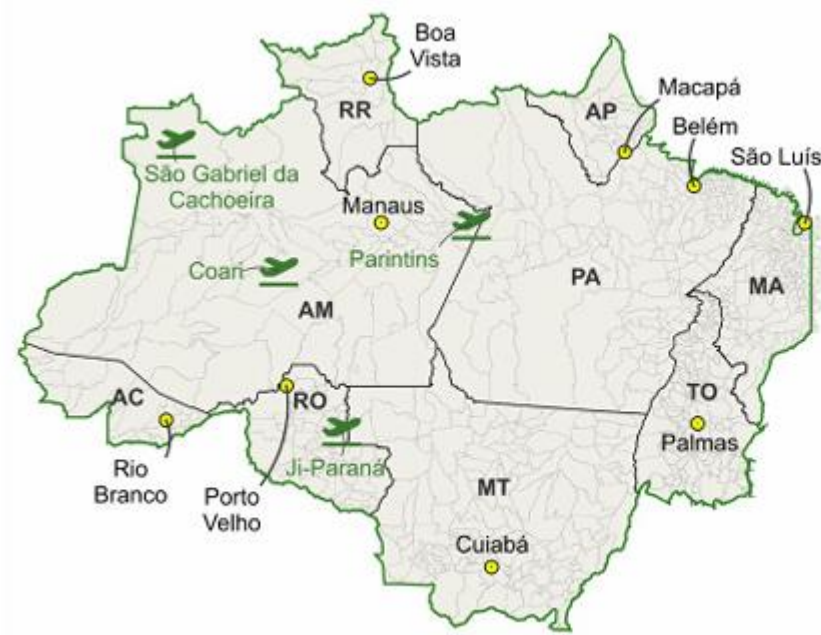 Boa
Vista
RR
AP
Macapá
Belém
São Luís
São Gabriel da
Cachoeira
Manaus
Parintins
Coari
PA
MA
AM
AC
RO
TO
Ji-Paraná
Palmas
Rio
Branco
Porto
Velho
MT
Cuiabá